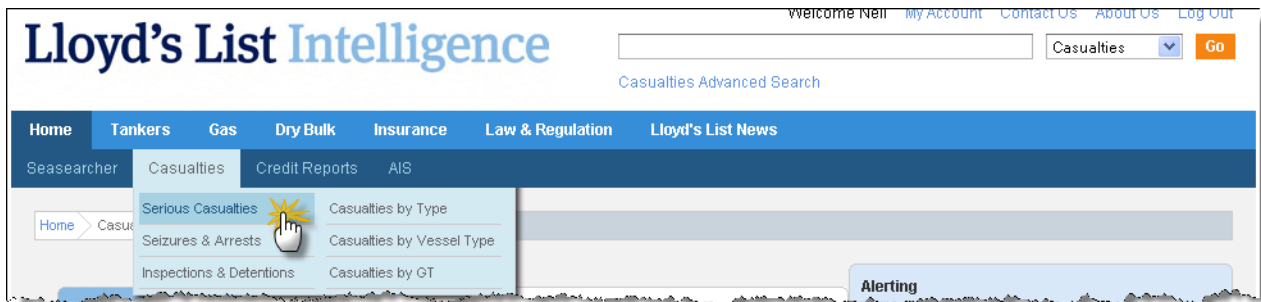 Welcome Neil My Account Contact Us About Us Log Out
Lloyd's List Intelligence
Casualties Go
Casualties Advanced Search
Home Tankers Gas Dry Bulk Insurance Law & Regulation Lloyd's List News
Seasearcher Casualties Credit Reports AIS
Serious Casualties Casualties by Type
Home
Seizures & Arrests Casualties by Vessel Type
Inspections & Detentions Casualties by GT
Alerting